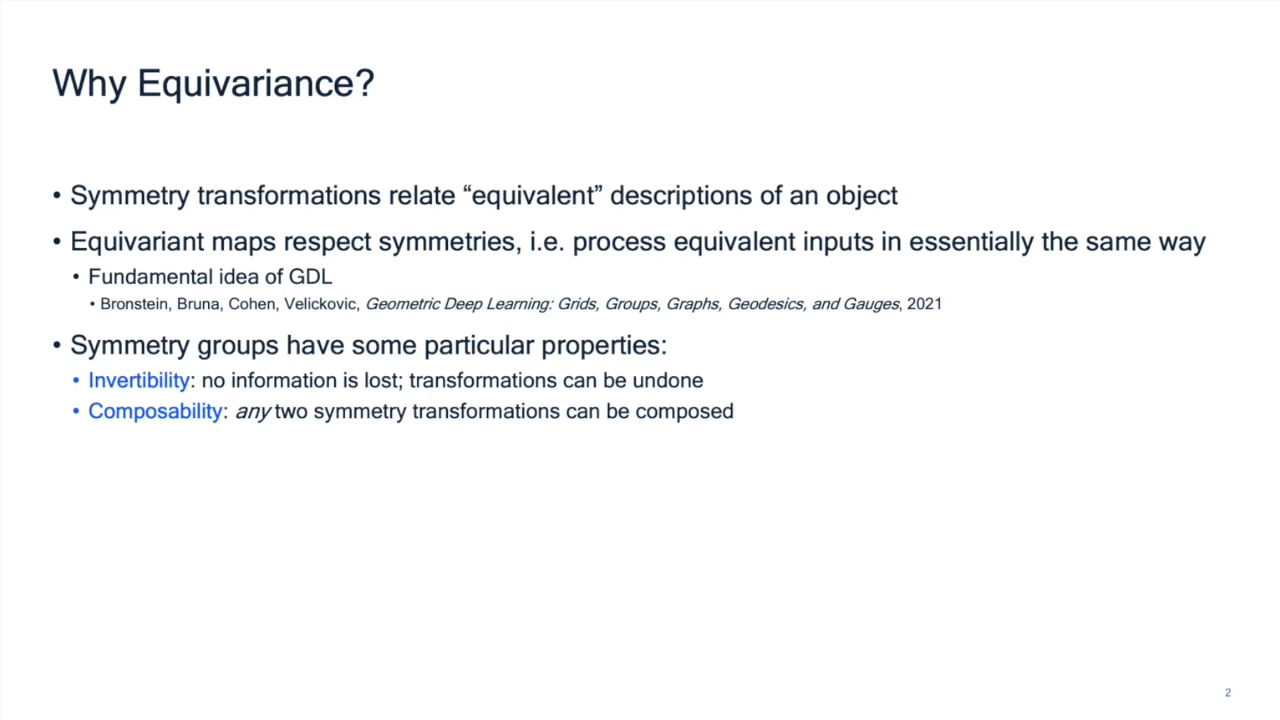 Why Equivariance?
• Symmetry transformations relate “equivalent” descriptions of an object
• Equivariant maps respect symmetries, i.e. process equivalent inputs in essentially the same way
• Fundamental idea of GDL
• Bronstein, Bruna, Cohen, Velickovic, Geometric Deep Learning: Grids, Groups, Graphs, Geodesics, and Gauges, 2021
• Symmetry groups have some particular properties:
• Invertibility: no information is lost; transformations can be undone
• Composability: any two symmetry transformations can be composed
2